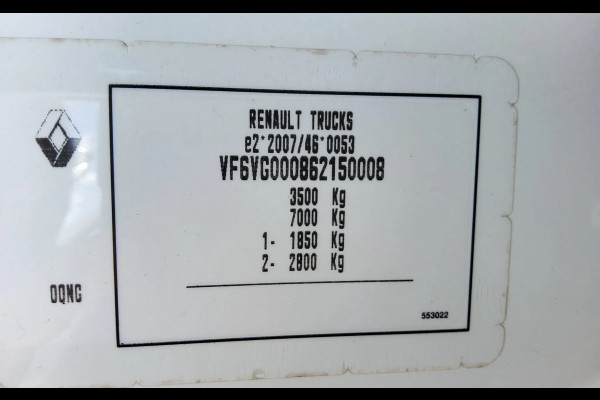 RENAULT TRUCKS
e2*2007/46*0053
VF6VG000862150008
3500 Kg
7000 Kg
1- 1850 Kg
2- 2800 Kg
OQNG
553022